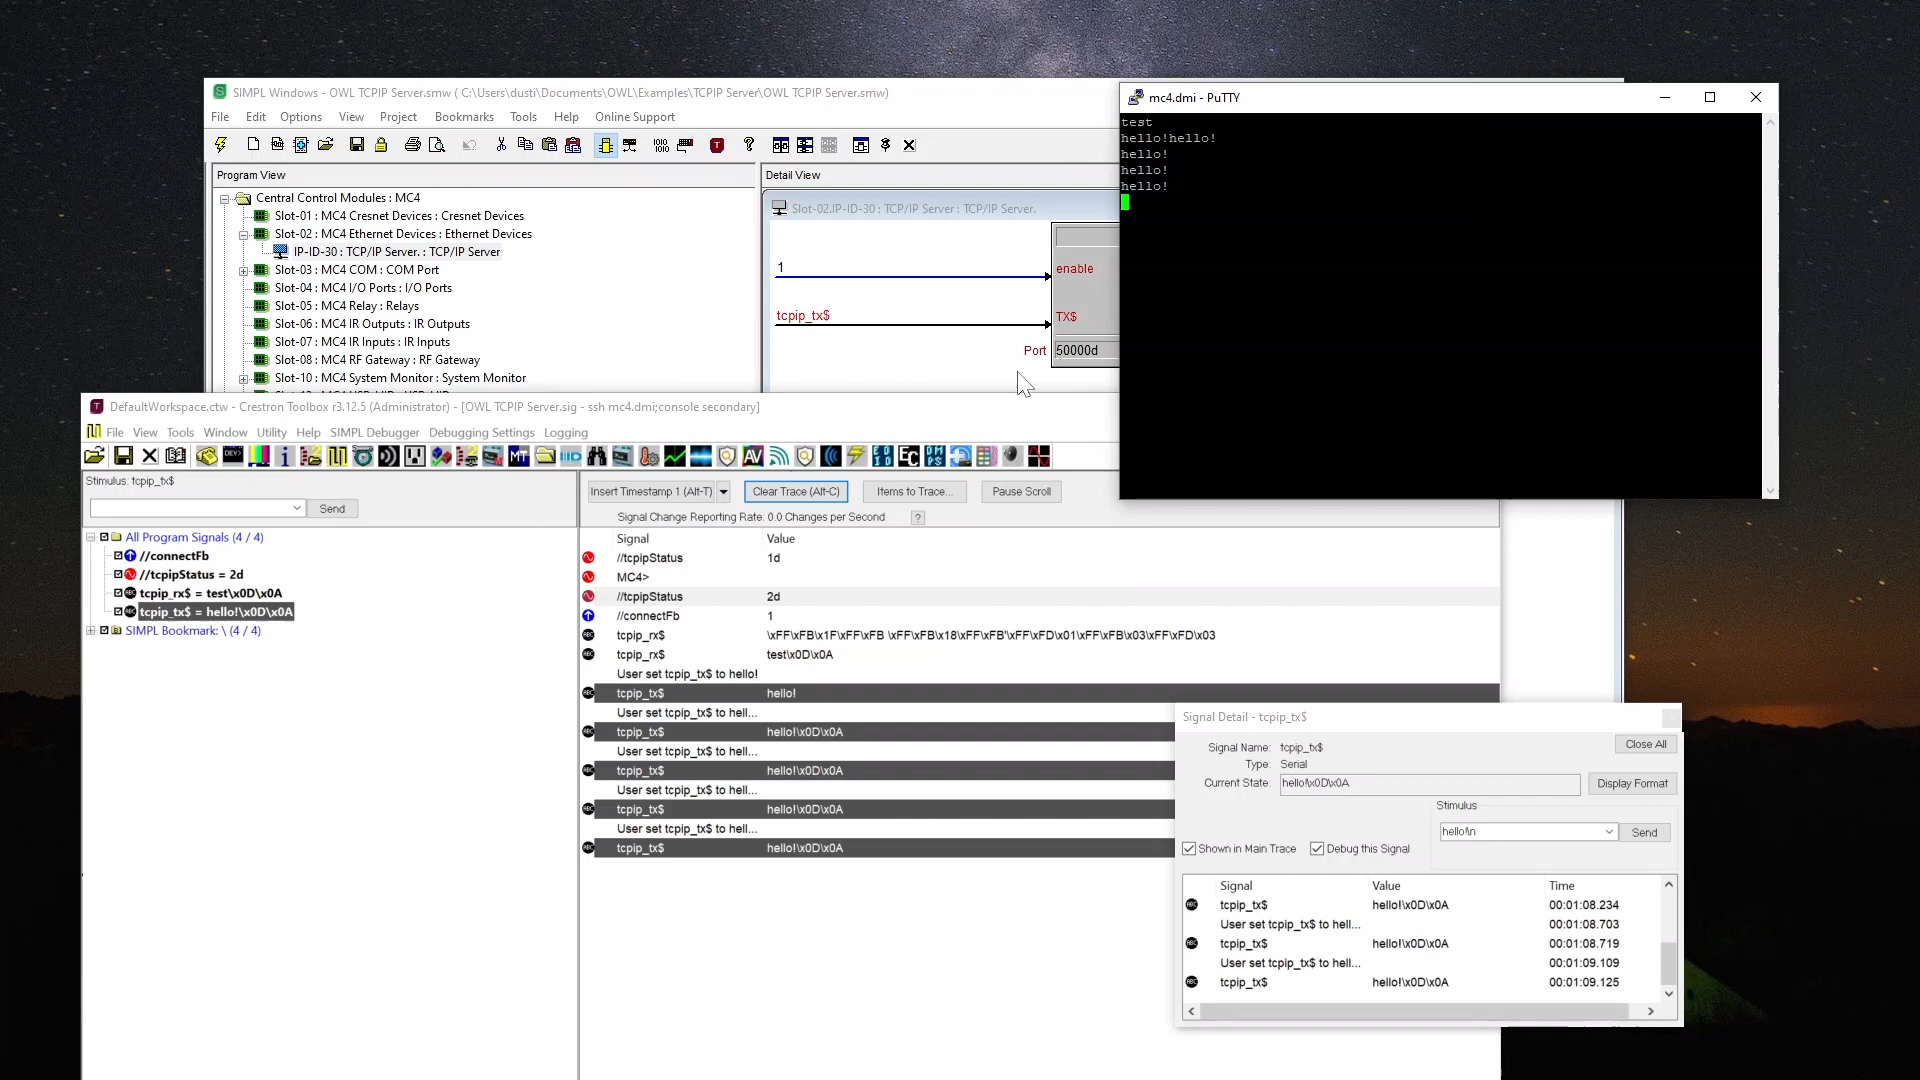 SIMPL Windows - OWL TCPIP Server.smw ( C:\Users\dusti\Documents\OWL\Examples\TCPIP Server\OWL TCPIP Server.smw)
File Edit Options View Project Bookmarks Tools Help Online Support
Program View
Central Control Modules : MC4
Slot-01 : MC4 Cresnet Devices : Cresnet Devices
Slot-02 : MC4 Ethernet Devices : Ethernet Devices
IP-ID-30 : TCP/IP Server. : TCP/IP Server
Slot-03 : MC4 COM : COM Port
Slot-04 : MC4 I/O Ports : I/O Ports
Slot-05 : MC4 Relay : Relays
Slot-06 : MC4 IR Outputs : IR Outputs
Slot-07 : MC4 IR Inputs : IR Inputs
Slot-08 : MC4 RF Gateway : RF Gateway
Slot-10 : MC4 System Monitor : System Monitor
Detail View
Slot-02.IP-ID-30 : TCP/IP Server : TCP/IP Server.
1
enable
tcpip_tx$
TX$
Port 50000d
mc4.dmi - PuTTY
test
hello!hello!
hello!
hello!
hello!
DefaultWorkspace.ctw - Crestron Toolbox r3.12.5 (Administrator) - [OWL TCPIP Server.sig - ssh mc4.dmi;console secondary]
File View Tools Window Utility Help SIMPL Debugger Debugging Settings Logging
Stimulus: tcpip_tx$
Send
All Program Signals (4 / 4)
//connectFb
//tcpipStatus = 2d
tcpip_rx$ = test\x0D\x0A
tcpip_tx$ = hello!\x0D\x0A
SIMPL Bookmark: \ (4 / 4)
Insert Timestamp 1 (Alt-T) Clear Trace (Alt-C) Items to Trace... Pause Scroll
Signal Change Reporting Rate: 0.0 Changes per Second ?
Signal Value
//tcpipStatus 1d
MC4>
//tcpipStatus 2d
//connectFb 1
tcpip_rx$ \xFF\xFB\x1F\xFF\xFB \xFF\xFB\x18\xFF\xFB'\xFF\xFD\x01\xFF\xFB\x03\xFF\xFD\x03
tcpip_rx$ test\x0D\x0A
User set tcpip_tx$ to hello!
tcpip_tx$ hello!
User set tcpip_tx$ to hell...
tcpip_tx$ hello!\x0D\x0A
User set tcpip_tx$ to hell...
tcpip_tx$ hello!\x0D\x0A
User set tcpip_tx$ to hell...
tcpip_tx$ hello!\x0D\x0A
User set tcpip_tx$ to hell...
tcpip_tx$ hello!\x0D\x0A
Signal Detail - tcpip_tx$
Signal Name: tcpip_tx$ Close All
Type: Serial
Current State: hello!\x0D\x0A Display Format
Stimulus
hello!\n Send
Shown in Main Trace Debug this Signal
Signal Value Time
tcpip_tx$ hello!\x0D\x0A 00:01:08.234
User set tcpip_tx$ to hell... 00:01:08.703
tcpip_tx$ hello!\x0D\x0A 00:01:08.719
User set tcpip_tx$ to hell... 00:01:09.109
tcpip_tx$ hello!\x0D\x0A 00:01:09.125